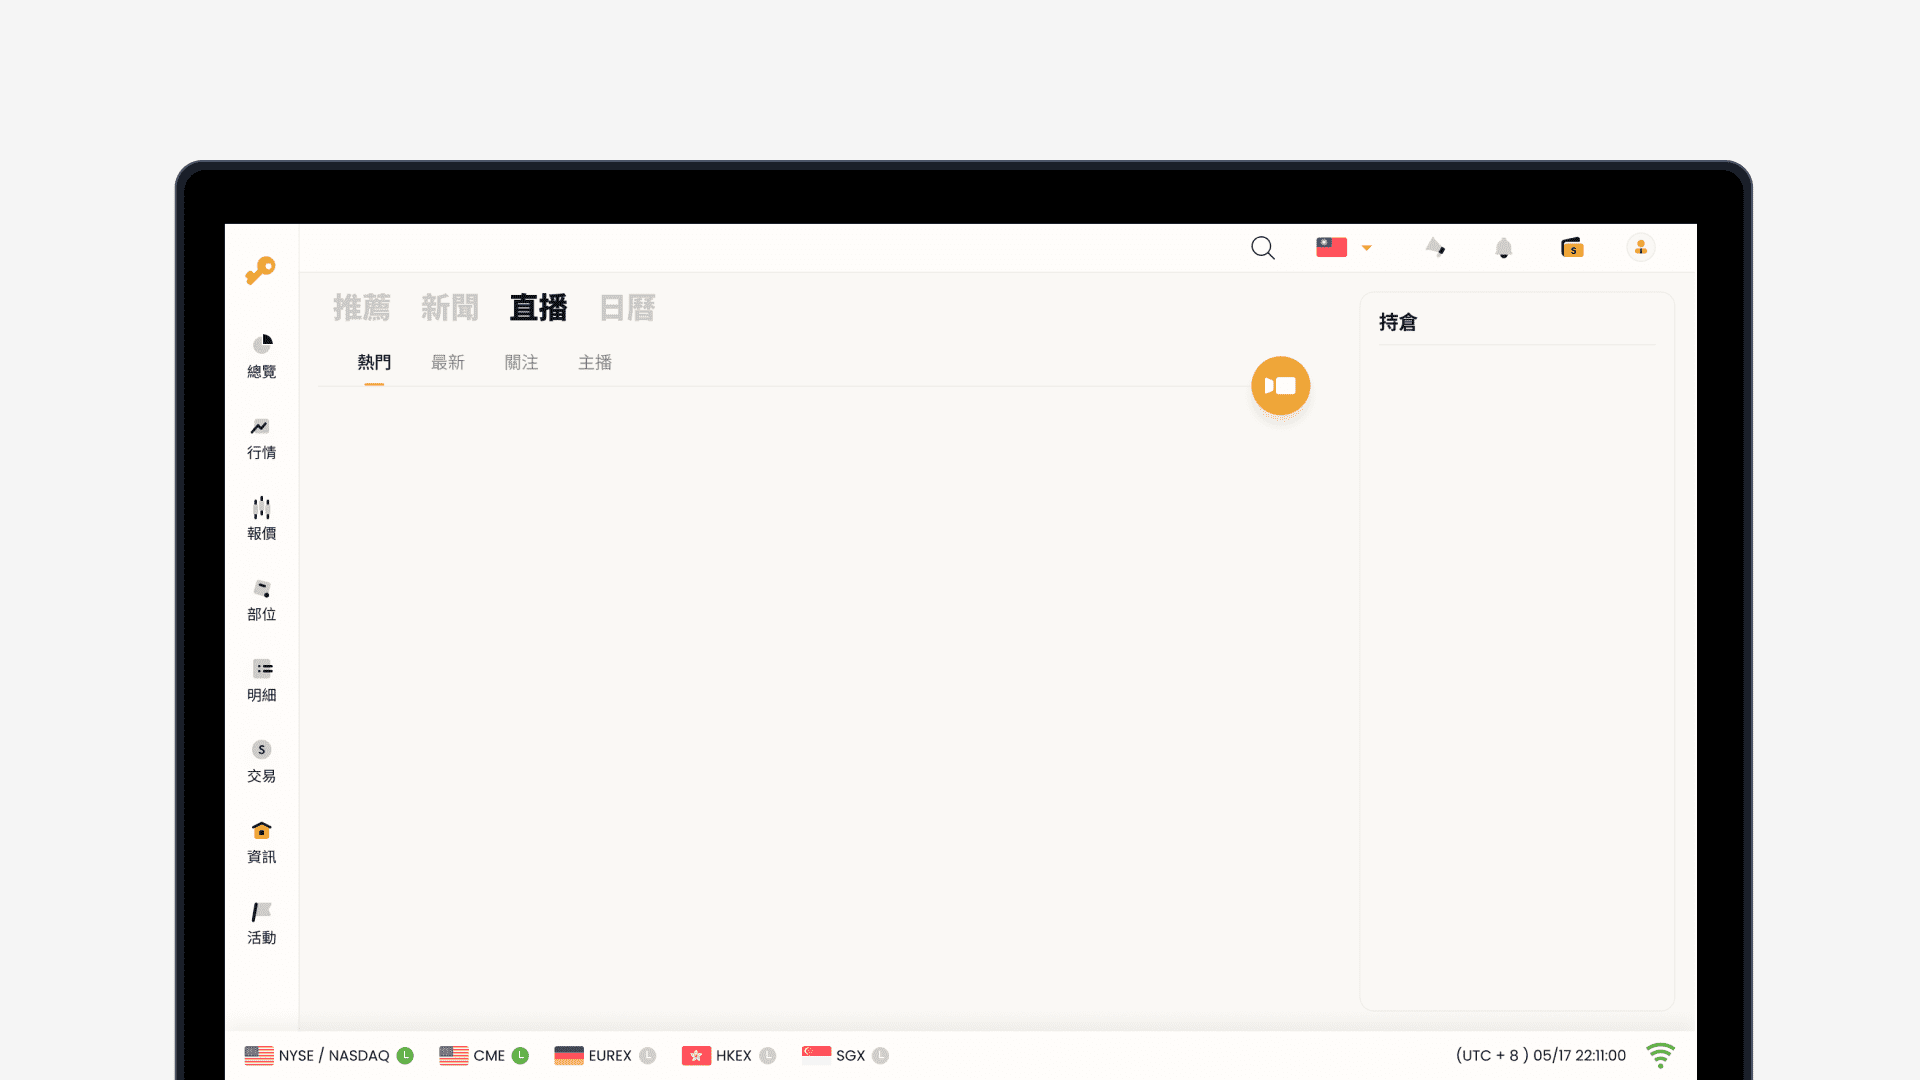 推薦 新聞 直播 日曆
熱門 最新 關注 主播
持倉
總覽
行情
報價
部位
明細
S
交易
資訊
活動
S
NYSE / NASDAQ CME EUREX HKEX SGX (UTC + 8 ) 05/17 22:11:00